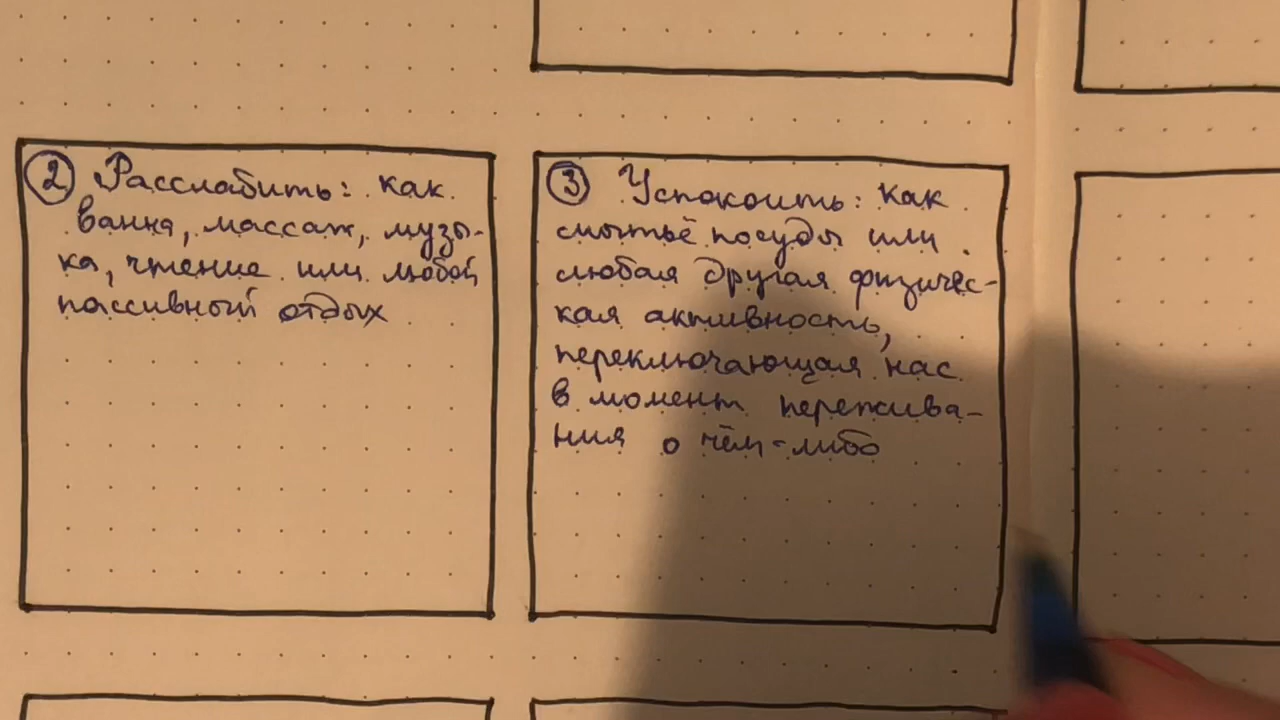 ② Расслабить: как
ванна, массаж, музы-
ка, чтение или любой
пассивный отдых
③ Успокоить: как
смытьё посуды или
любая другая физичес-
кая активность,
переключающая нас
в момент пережива-
ния о чём-либо